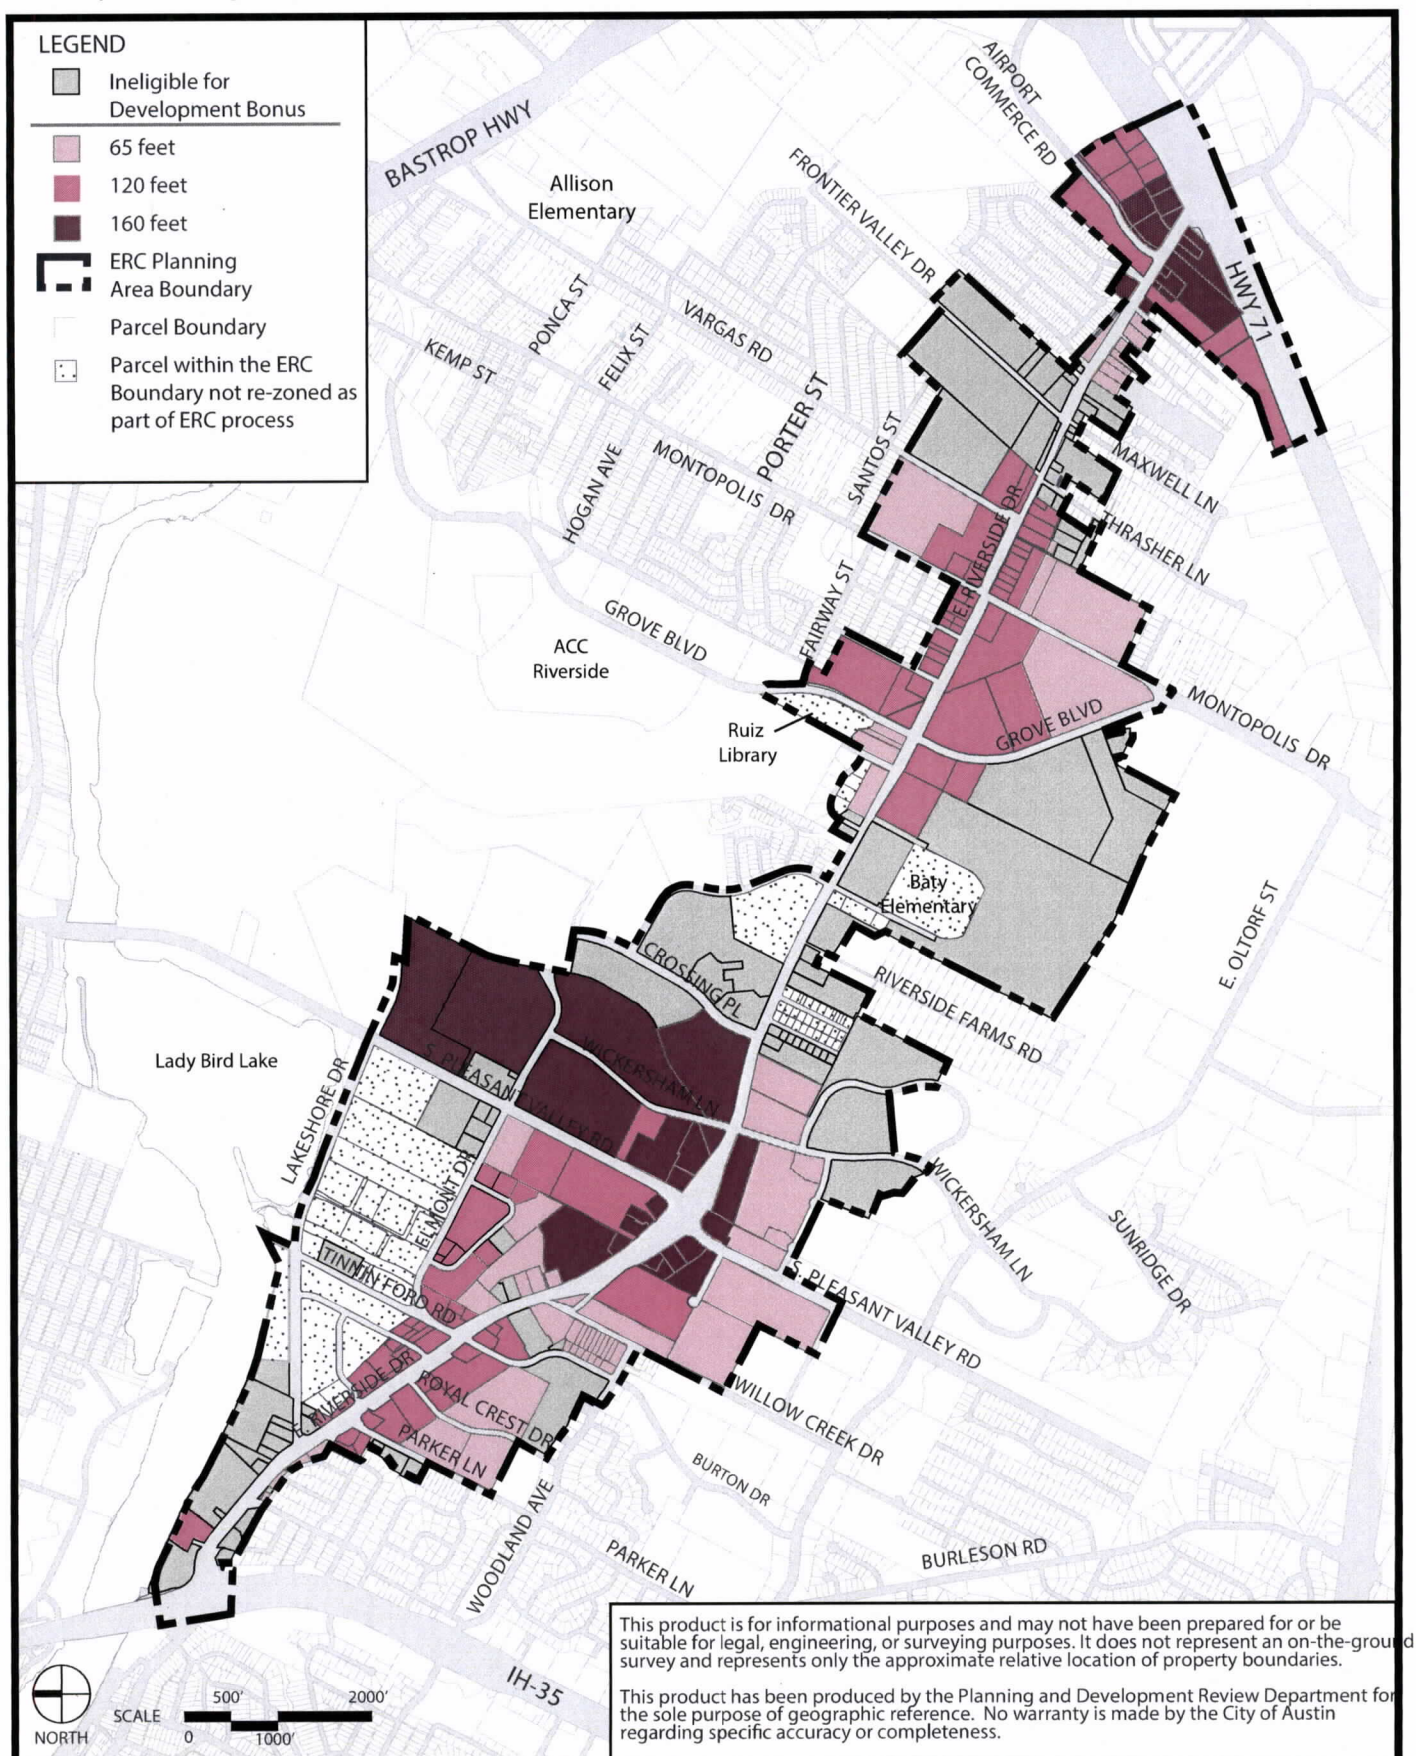 LEGEND
Ineligible for
Development Bonus
65 feet
120 feet
160 feet
ERC Planning
Area Boundary
Parcel Boundary
Parcel within the ERC
Boundary not re-zoned as
part of ERC process
BASTROP HWY
AIRPORT
COMMERCE RD
Allison
Elementary
FRONTIER VALLEY DR
HWY 71
PONCA ST
VARGAS RD
KEMP ST
FELIX ST
PORTER ST
SANTOS ST
HOGAN AVE
MONTOPOLIS DR
MAXWELL LN
THRASHER LN
E. RIVERSIDE DR
FAIRWAY ST
GROVE BLVD
ACC
Riverside
Ruiz
Library
GROVE BLVD
MONTOPOLIS DR
Baty
Elementary
E. OLTORF ST
CROSSING PL
RIVERSIDE FARMS RD
Lady Bird Lake
LAKESHORE DR
S. PLEASANT VALLEY RD
WICKERSHAM LN
ELMONT DR
TINNIN FORD RD
WICKERSHAM LN
SUNRIDGE DR
S. PLEASANT VALLEY RD
E. RIVERSIDE DR
ROYAL CREST DR
PARKER LN
WILLOW CREEK DR
BURTON DR
WOODLAND AVE
PARKER LN
BURLESON RD
IH-35
NORTH
SCALE
500'
2000'
0
1000'
This product is for informational purposes and may not have been prepared for or be
suitable for legal, engineering, or surveying purposes. It does not represent an on-the-ground
survey and represents only the approximate relative location of property boundaries.
This product has been produced by the Planning and Development Review Department for
the sole purpose of geographic reference. No warranty is made by the City of Austin
regarding specific accuracy or completeness.